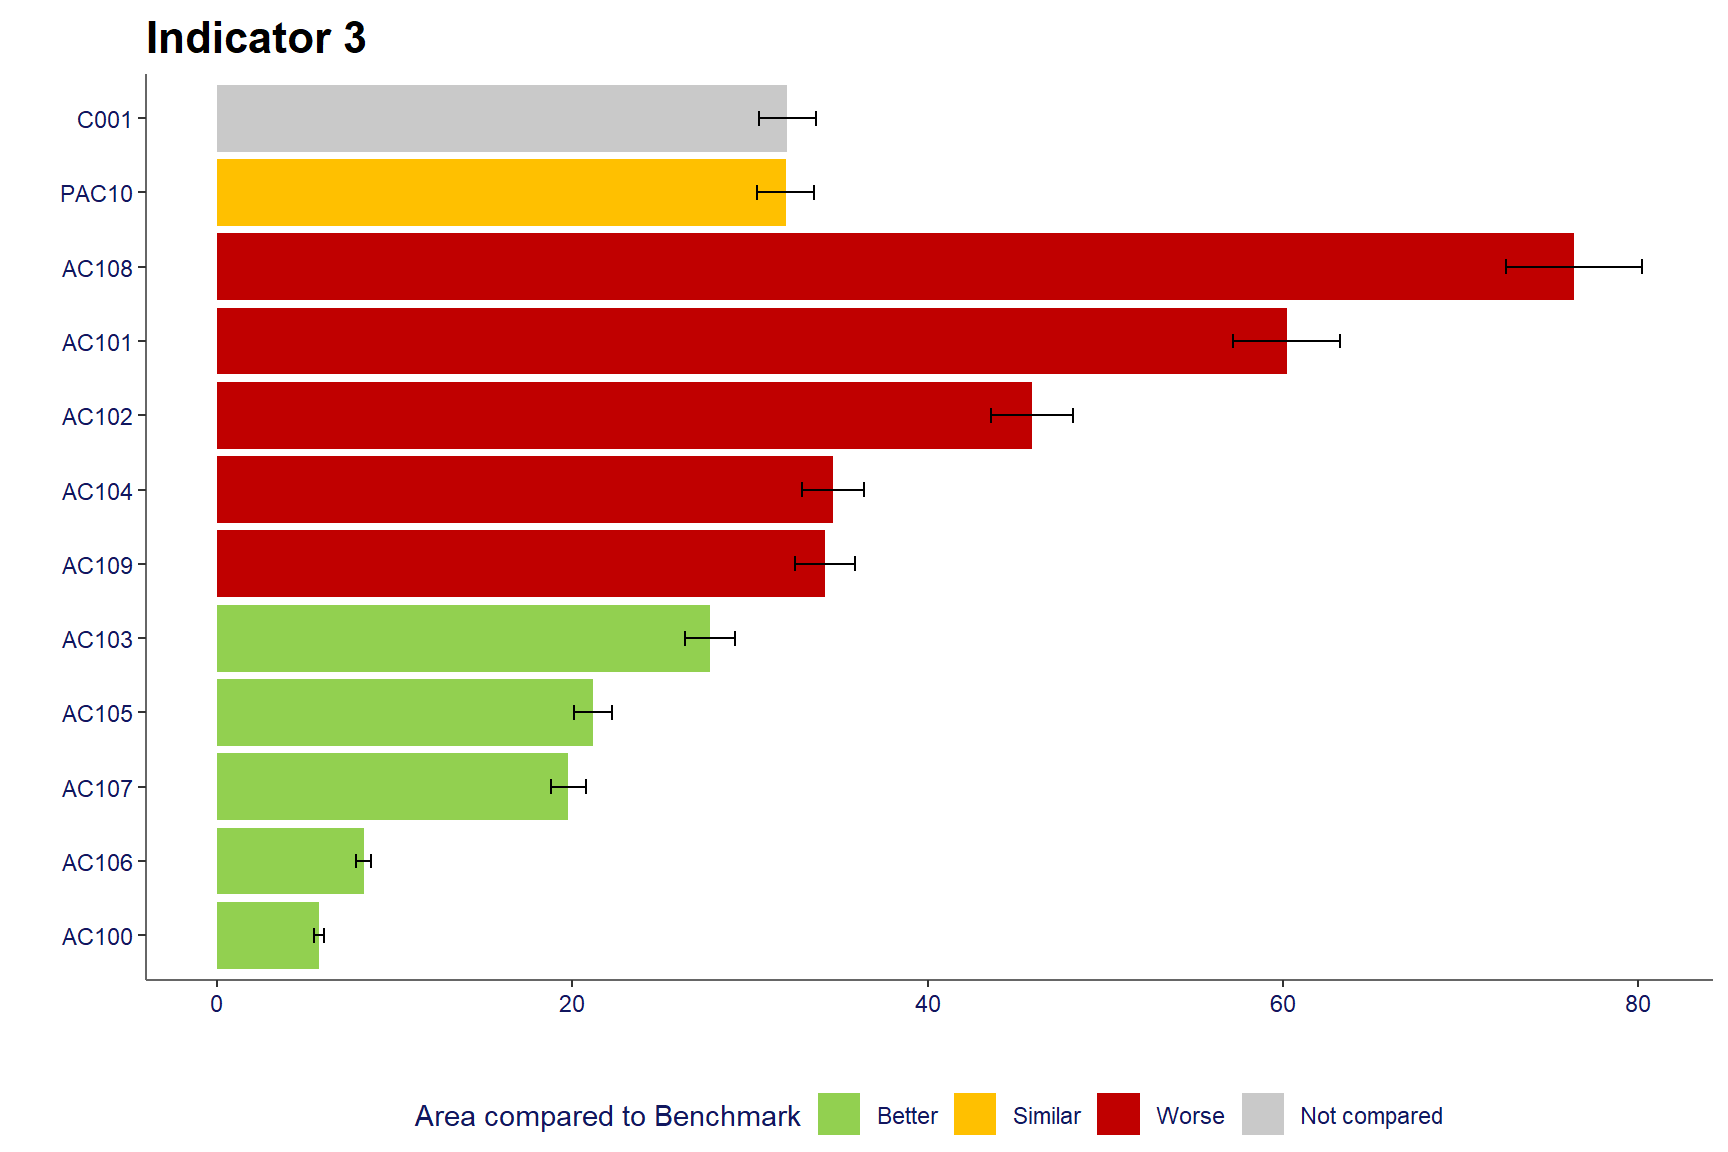 Indicator 3
C001
PAC10
AC108
AC101
AC102
AC104
AC109
AC103
AC105
AC107
AC106
AC100
0 20 40 60 80
Area compared to Benchmark Better Similar Worse Not compared